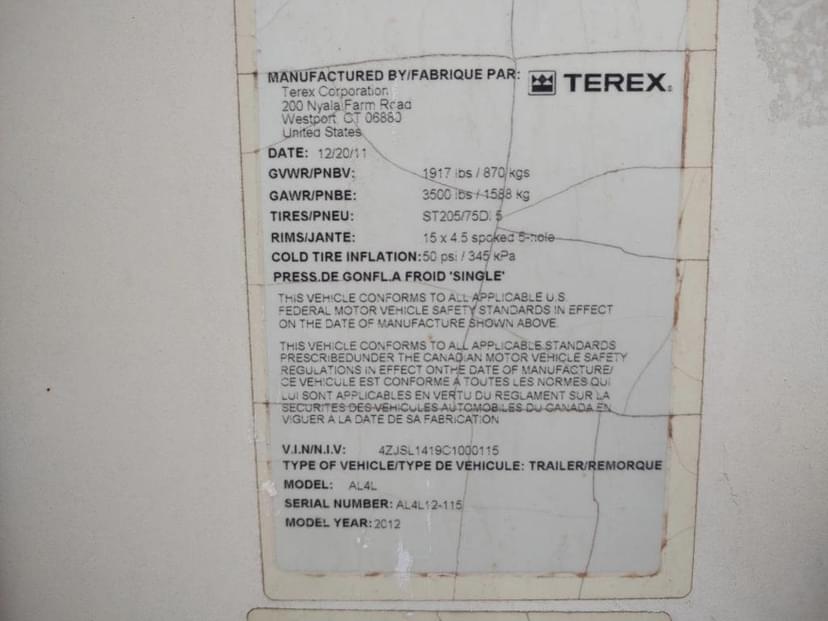 MANUFACTURED BY/FABRIQUE PAR: TEREX
Terex Corporation
200 Nyala Farm Road
Westport, CT 06880
United States
DATE: 12/20/11
GVWR/PNBV: 1917 lbs / 870 kgs
GAWR/PNBE: 3500 lbs / 1588 kg
TIRES/PNEU: ST205/75D15
RIMS/JANTE: 15 x 4.5 spoked 5-hole
COLD TIRE INFLATION: 50 psi / 345 kPa
PRESS.DE GONFL.A FROID 'SINGLE'
THIS VEHICLE CONFORMS TO ALL APPLICABLE U.S.
FEDERAL MOTOR VEHICLE SAFETY STANDARDS IN EFFECT
ON THE DATE OF MANUFACTURE SHOWN ABOVE.
THIS VEHICLE CONFORMS TO ALL APPLICABLE STANDARDS
PRESCRIBEDUNDER THE CANADIAN MOTOR VEHICLE SAFETY
REGULATIONS IN EFFECT ONTHE DATE OF MANUFACTURE/
CE VEHICULE EST CONFORME A TOUTES LES NORMES QUI
LUI SONT APPLICABLES EN VERTU DU REGLEMENT SUR LA
SECURITES DES VEHICULES AUTOMOBILES DU CANADA EN
VIGUER A LA DATE DE SA FABRICATION
V.I.N/N.I.V: 4ZJSL1419C1000115
TYPE OF VEHICLE/TYPE DE VEHICULE: TRAILER/REMORQUE
MODEL: AL4L
SERIAL NUMBER: AL4L12-115
MODEL YEAR: 2012